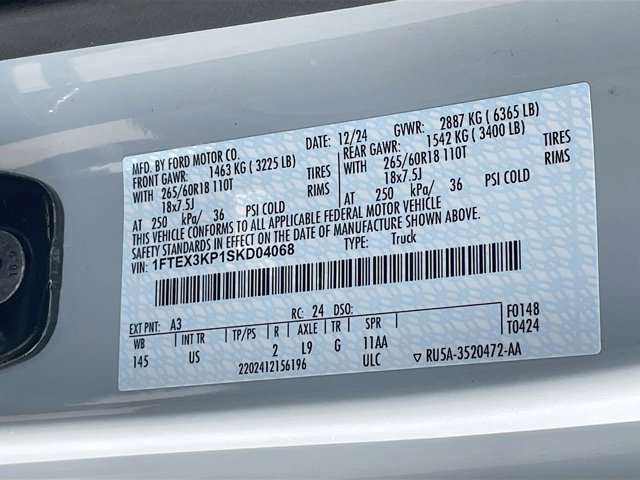 MFD. BY FORD MOTOR CO. 12/24 GVWR: 2887 KG ( 6365 LB)
FRONT GAWR: 1463 KG ( 3225 LB) REAR GAWR: 1542 KG ( 3400 LB)
WITH 265/60R18 110T TIRES WITH 265/60R18 110T TIRES
18x7.5J RIMS 18x7.5J RIMS
AT 250 kPa/ 36 PSI COLD AT 250 kPa/ 36 PSI COLD
THIS VEHICLE CONFORMS TO ALL APPLICABLE FEDERAL MOTOR VEHICLE
SAFETY STANDARDS IN EFFECT ON THE DATE OF MANUFACTURE SHOWN ABOVE.
VIN: 1FTEX3KP1SKD04068 TYPE: Truck
EXT PNT: A3 RC: 24 DSO: F0148
WB INT TR TP/PS R AXLE TR SPR T0424
145 US 2 L9 G 11AA
2202412156196 ULC RU5A-3520472-AA